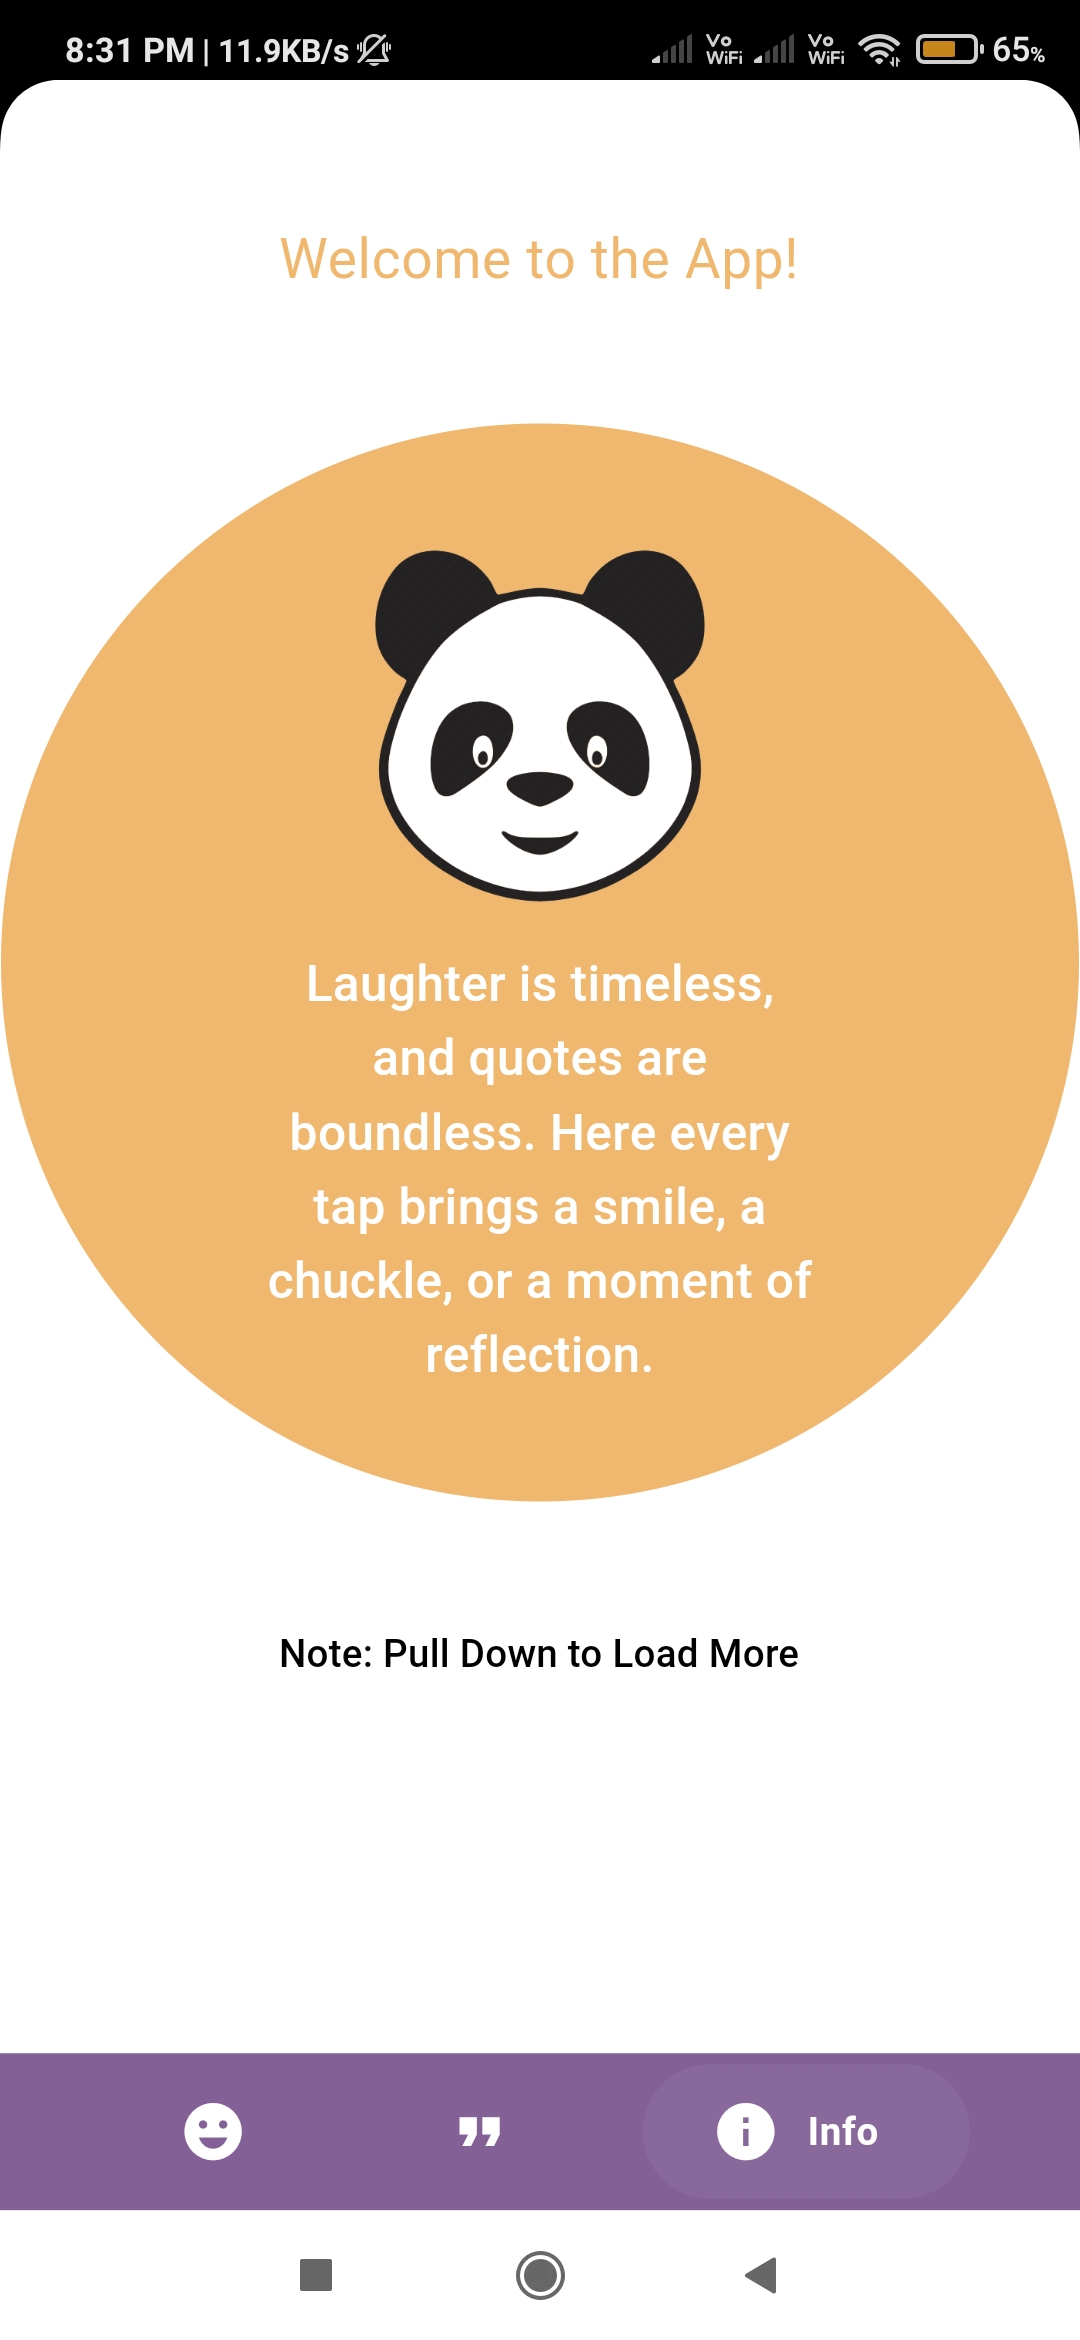 8:31 PM | 11.9KB/s Vo WiFi Vo WiFi 65%
Welcome to the App!
Laughter is timeless,
and quotes are
boundless. Here every
tap brings a smile, a
chuckle, or a moment of
reflection.
Note: Pull Down to Load More
Info